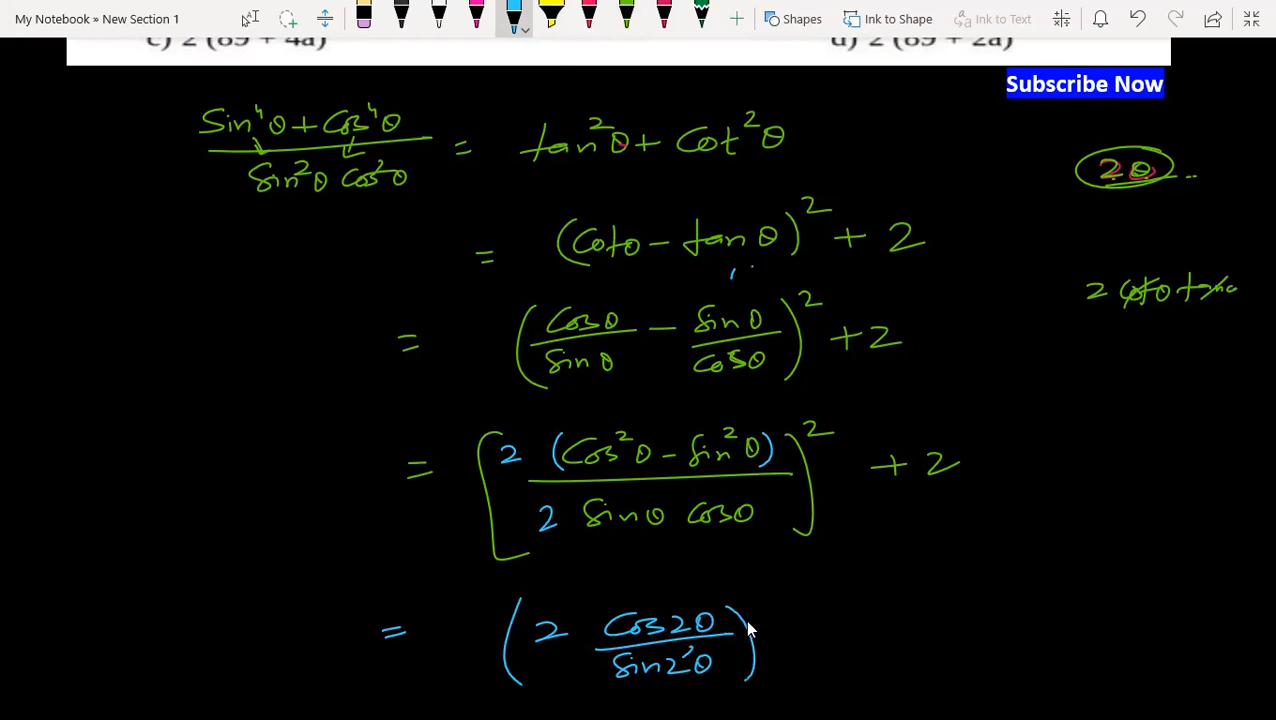 My Notebook » New Section 1
Shapes
Ink to Shape
Ink to Text
c) 2 (89 + 4a)
d) 2 (89 + 2a)
Subscribe Now
Sin⁴θ + Cos⁴θ / Sin²θ Cos²θ = tan²θ + Cot²θ
2θ ..
= (Cotθ - tanθ)² + 2
2 Cotθ tanθ
= (Cosθ / Sinθ - Sinθ / Cosθ)² + 2
= [2 (Cos²θ - Sin²θ) / 2 Sinθ Cosθ]² + 2
= (2 Cos2θ / Sin2θ)